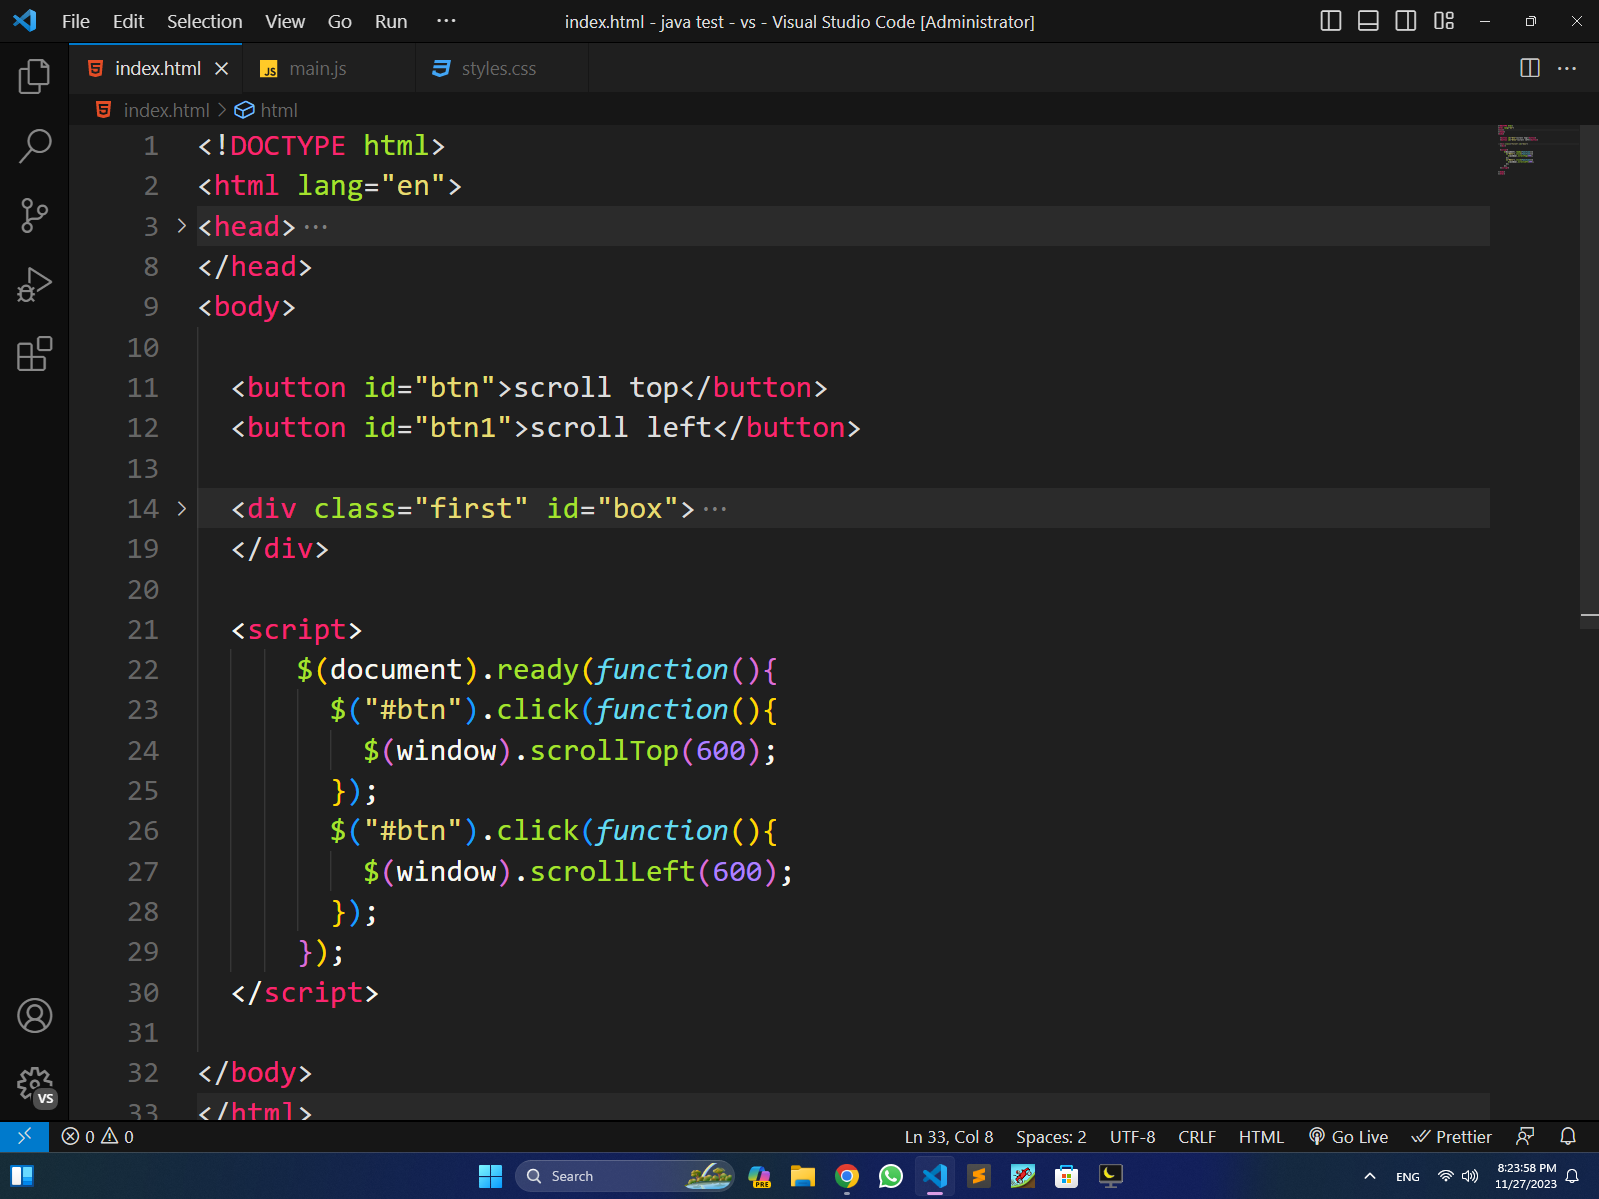 File Edit Selection View Go Run ··· index.html - java test - vs - Visual Studio Code [Administrator]
index.html JS main.js styles.css
index.html > html
1 <!DOCTYPE html>
2 <html lang="en">
3 <head>···
8 </head>
9 <body>
10
11 <button id="btn">scroll top</button>
12 <button id="btn1">scroll left</button>
13
14 <div class="first" id="box">···
19 </div>
20
21 <script>
22 $(document).ready(function(){
23 $("#btn").click(function(){
24 $(window).scrollTop(600);
25 });
26 $("#btn").click(function(){
27 $(window).scrollLeft(600);
28 });
29 });
30 </script>
31
32 </body>
33 </html>
VS
0 0 Ln 33, Col 8 Spaces: 2 UTF-8 CRLF HTML Go Live Prettier
Search PRE ENG 8:23:58 PM
11/27/2023